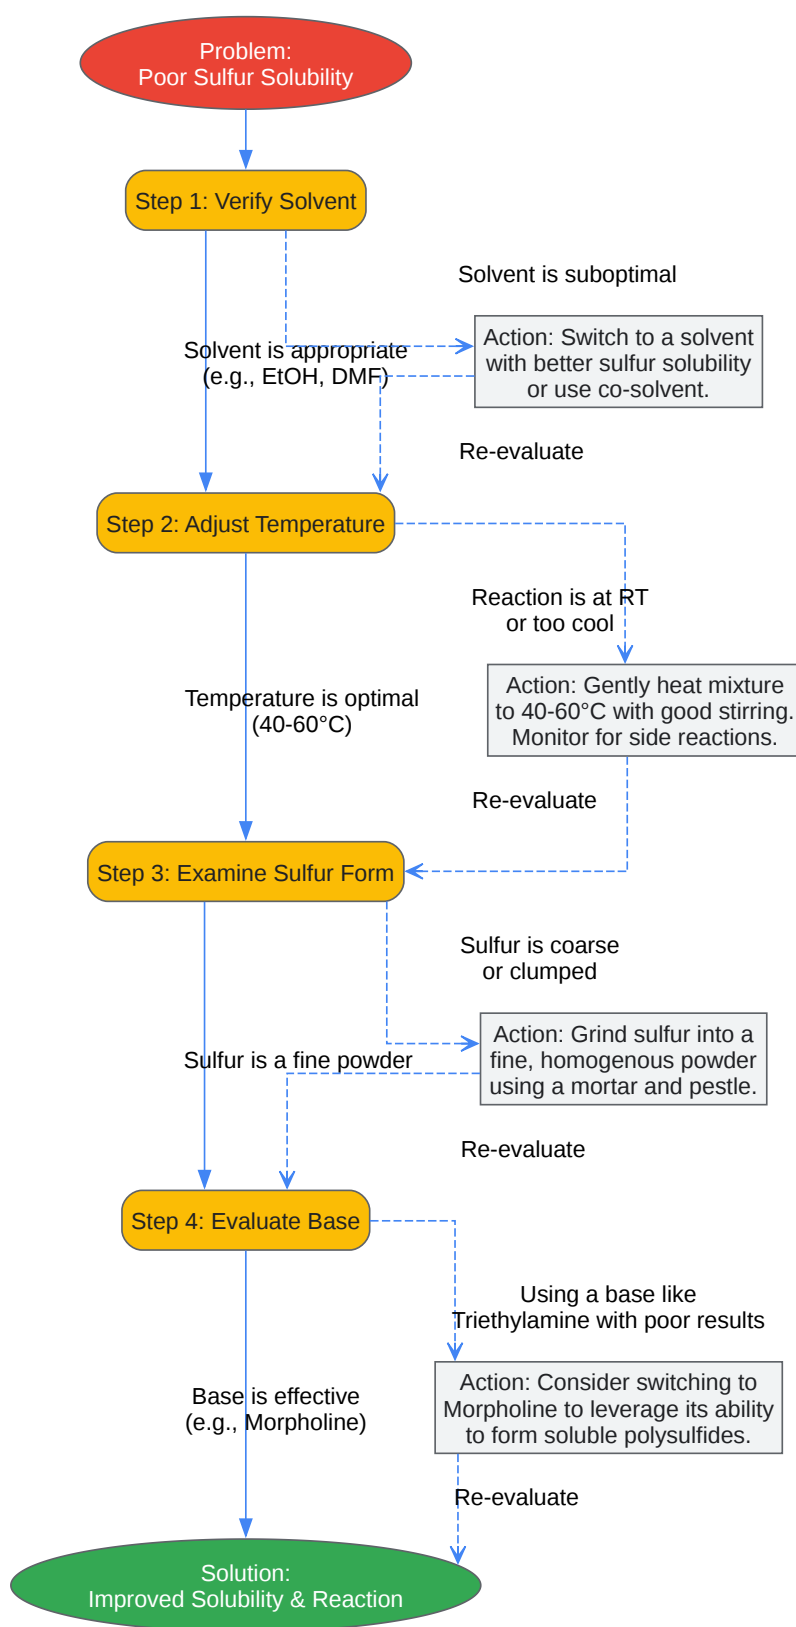 Problem:
Poor Sulfur Solubility
Step 1: Verify Solvent
Solvent is suboptimal
Solvent is appropriate
(e.g., EtOH, DMF)
Action: Switch to a solvent
with better sulfur solubility
or use co-solvent.
Re-evaluate
Step 2: Adjust Temperature
Reaction is at RT
or too cool
Temperature is optimal
(40-60°C)
Action: Gently heat mixture
to 40-60°C with good stirring.
Monitor for side reactions.
Re-evaluate
Step 3: Examine Sulfur Form
Sulfur is coarse
or clumped
Sulfur is a fine powder
Action: Grind sulfur into a
fine, homogenous powder
using a mortar and pestle.
Re-evaluate
Step 4: Evaluate Base
Using a base like
Triethylamine with poor results
Base is effective
(e.g., Morpholine)
Action: Consider switching to
Morpholine to leverage its ability
to form soluble polysulfides.
Re-evaluate
Solution:
Improved Solubility & Reaction